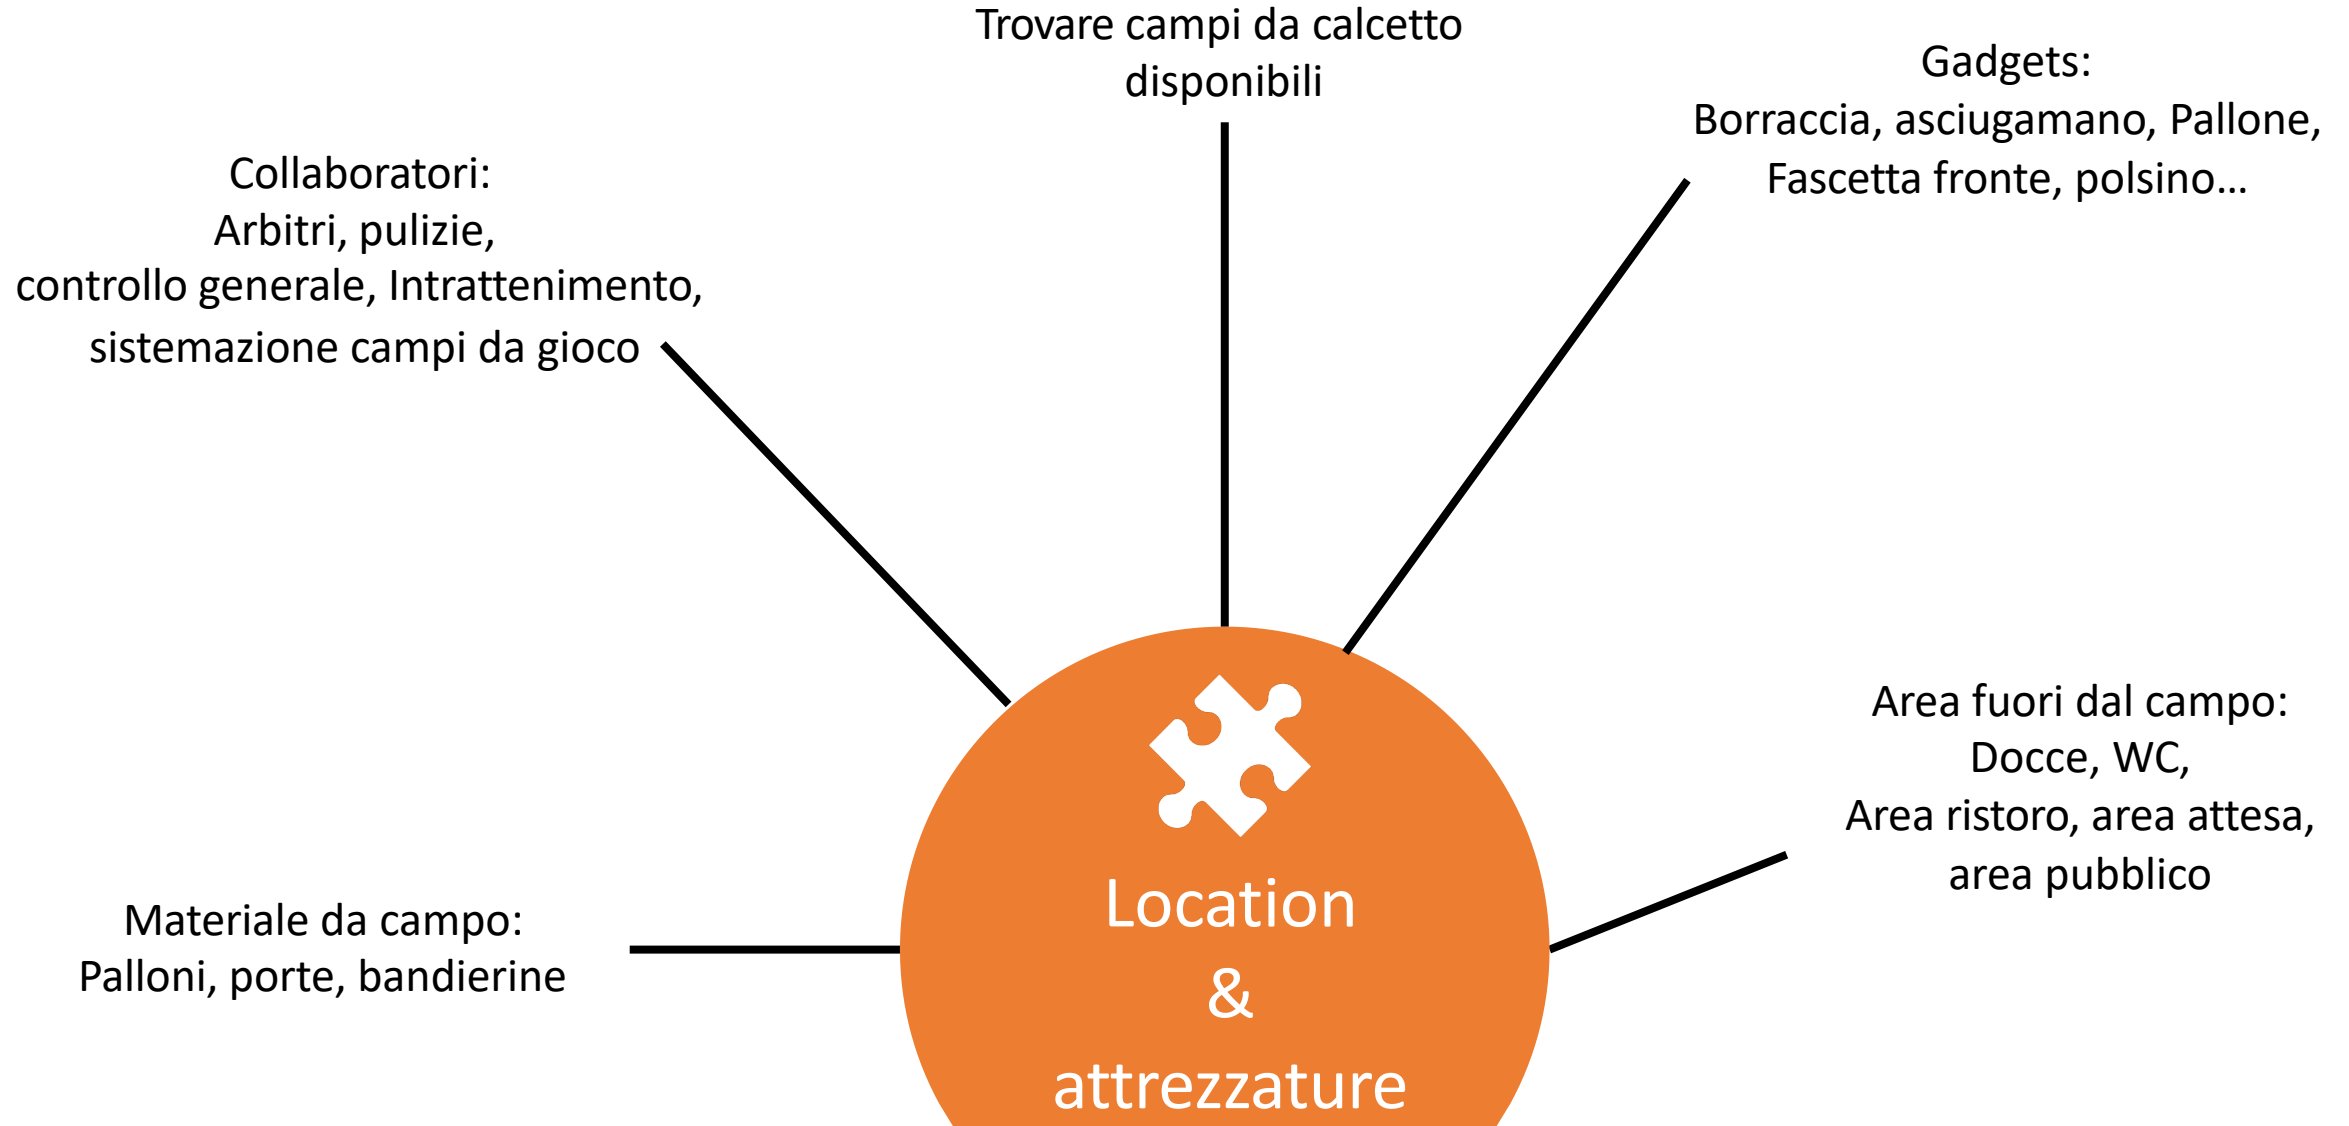 Trovare campi da calcetto
disponibili
Gadgets:
Borraccia, asciugamano, Pallone,
Fascetta fronte, polsino...
Collaboratori:
Arbitri, pulizie,
controllo generale, Intrattenimento,
sistemazione campi da gioco
Area fuori dal campo:
Docce, WC,
Area ristoro, area attesa,
area pubblico
Materiale da campo:
Palloni, porte, bandierine
Location
&
attrezzature